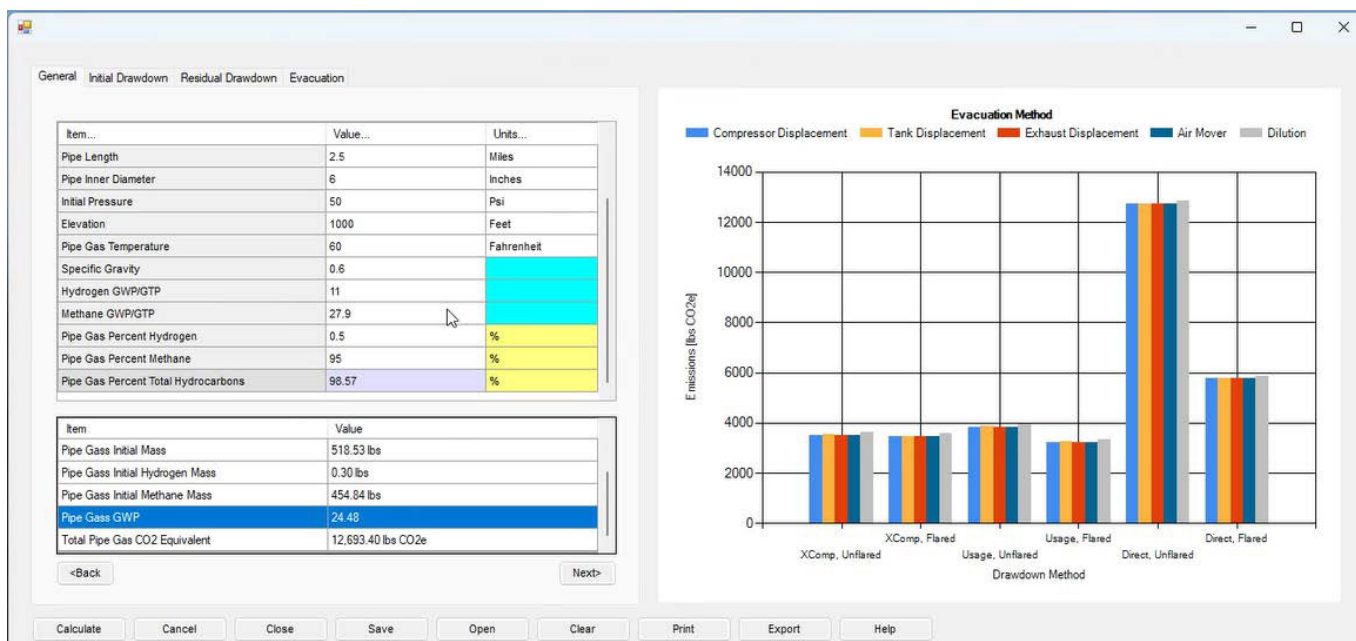 General Initial Drawdown Residual Drawdown Evacuation
Item... Value... Units...
Pipe Length 2.5 Miles
Pipe Inner Diameter 6 Inches
Initial Pressure 50 Psi
Elevation 1000 Feet
Pipe Gas Temperature 60 Fahrenheit
Specific Gravity 0.6
Hydrogen GWP/GTP 11
Methane GWP/GTP 27.9
Pipe Gas Percent Hydrogen 0.5 %
Pipe Gas Percent Methane 95 %
Pipe Gas Percent Total Hydrocarbons 98.57 %
Item Value
Pipe Gass Initial Mass 518.53 lbs
Pipe Gass Initial Hydrogen Mass 0.30 lbs
Pipe Gass Initial Methane Mass 454.84 lbs
Pipe Gass GWP 24.48
Total Pipe Gas CO2 Equivalent 12,693.40 lbs CO2e
<Back Next>
Evacuation Method
Compressor Displacement Tank Displacement Exhaust Displacement Air Mover Dilution
14000
12000
10000
8000
6000
4000
2000
0
Emissions [lbs CO2e]
XComp, Flared Usage, Flared Direct, Flared
XComp, Unflared Usage, Unflared Direct, Unflared
Drawdown Method
Calculate Cancel Close Save Open Clear Print Export Help